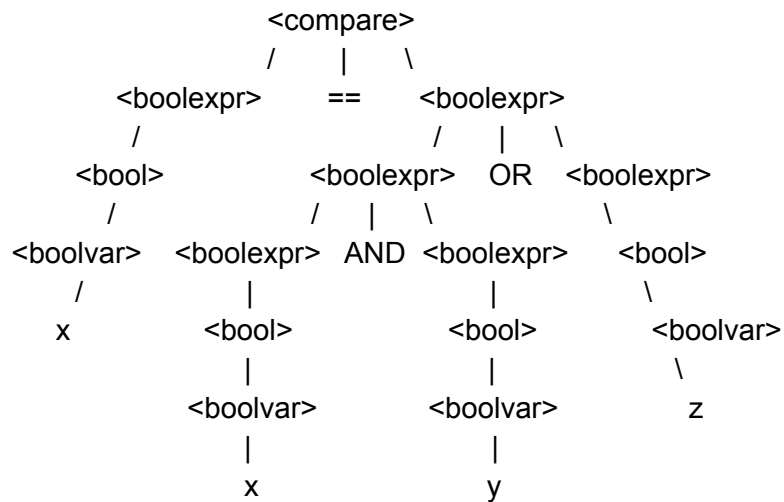 <compare>
/ | \
<boolexpr> == <boolexpr>
/ / | \
<bool> <boolexpr> OR <boolexpr>
/ / | \ \
<boolvar> <boolexpr> AND <boolexpr> <bool>
/ | | \
x <bool> <bool> <boolvar>
| | \
<boolvar> <boolvar> z
| |
x y